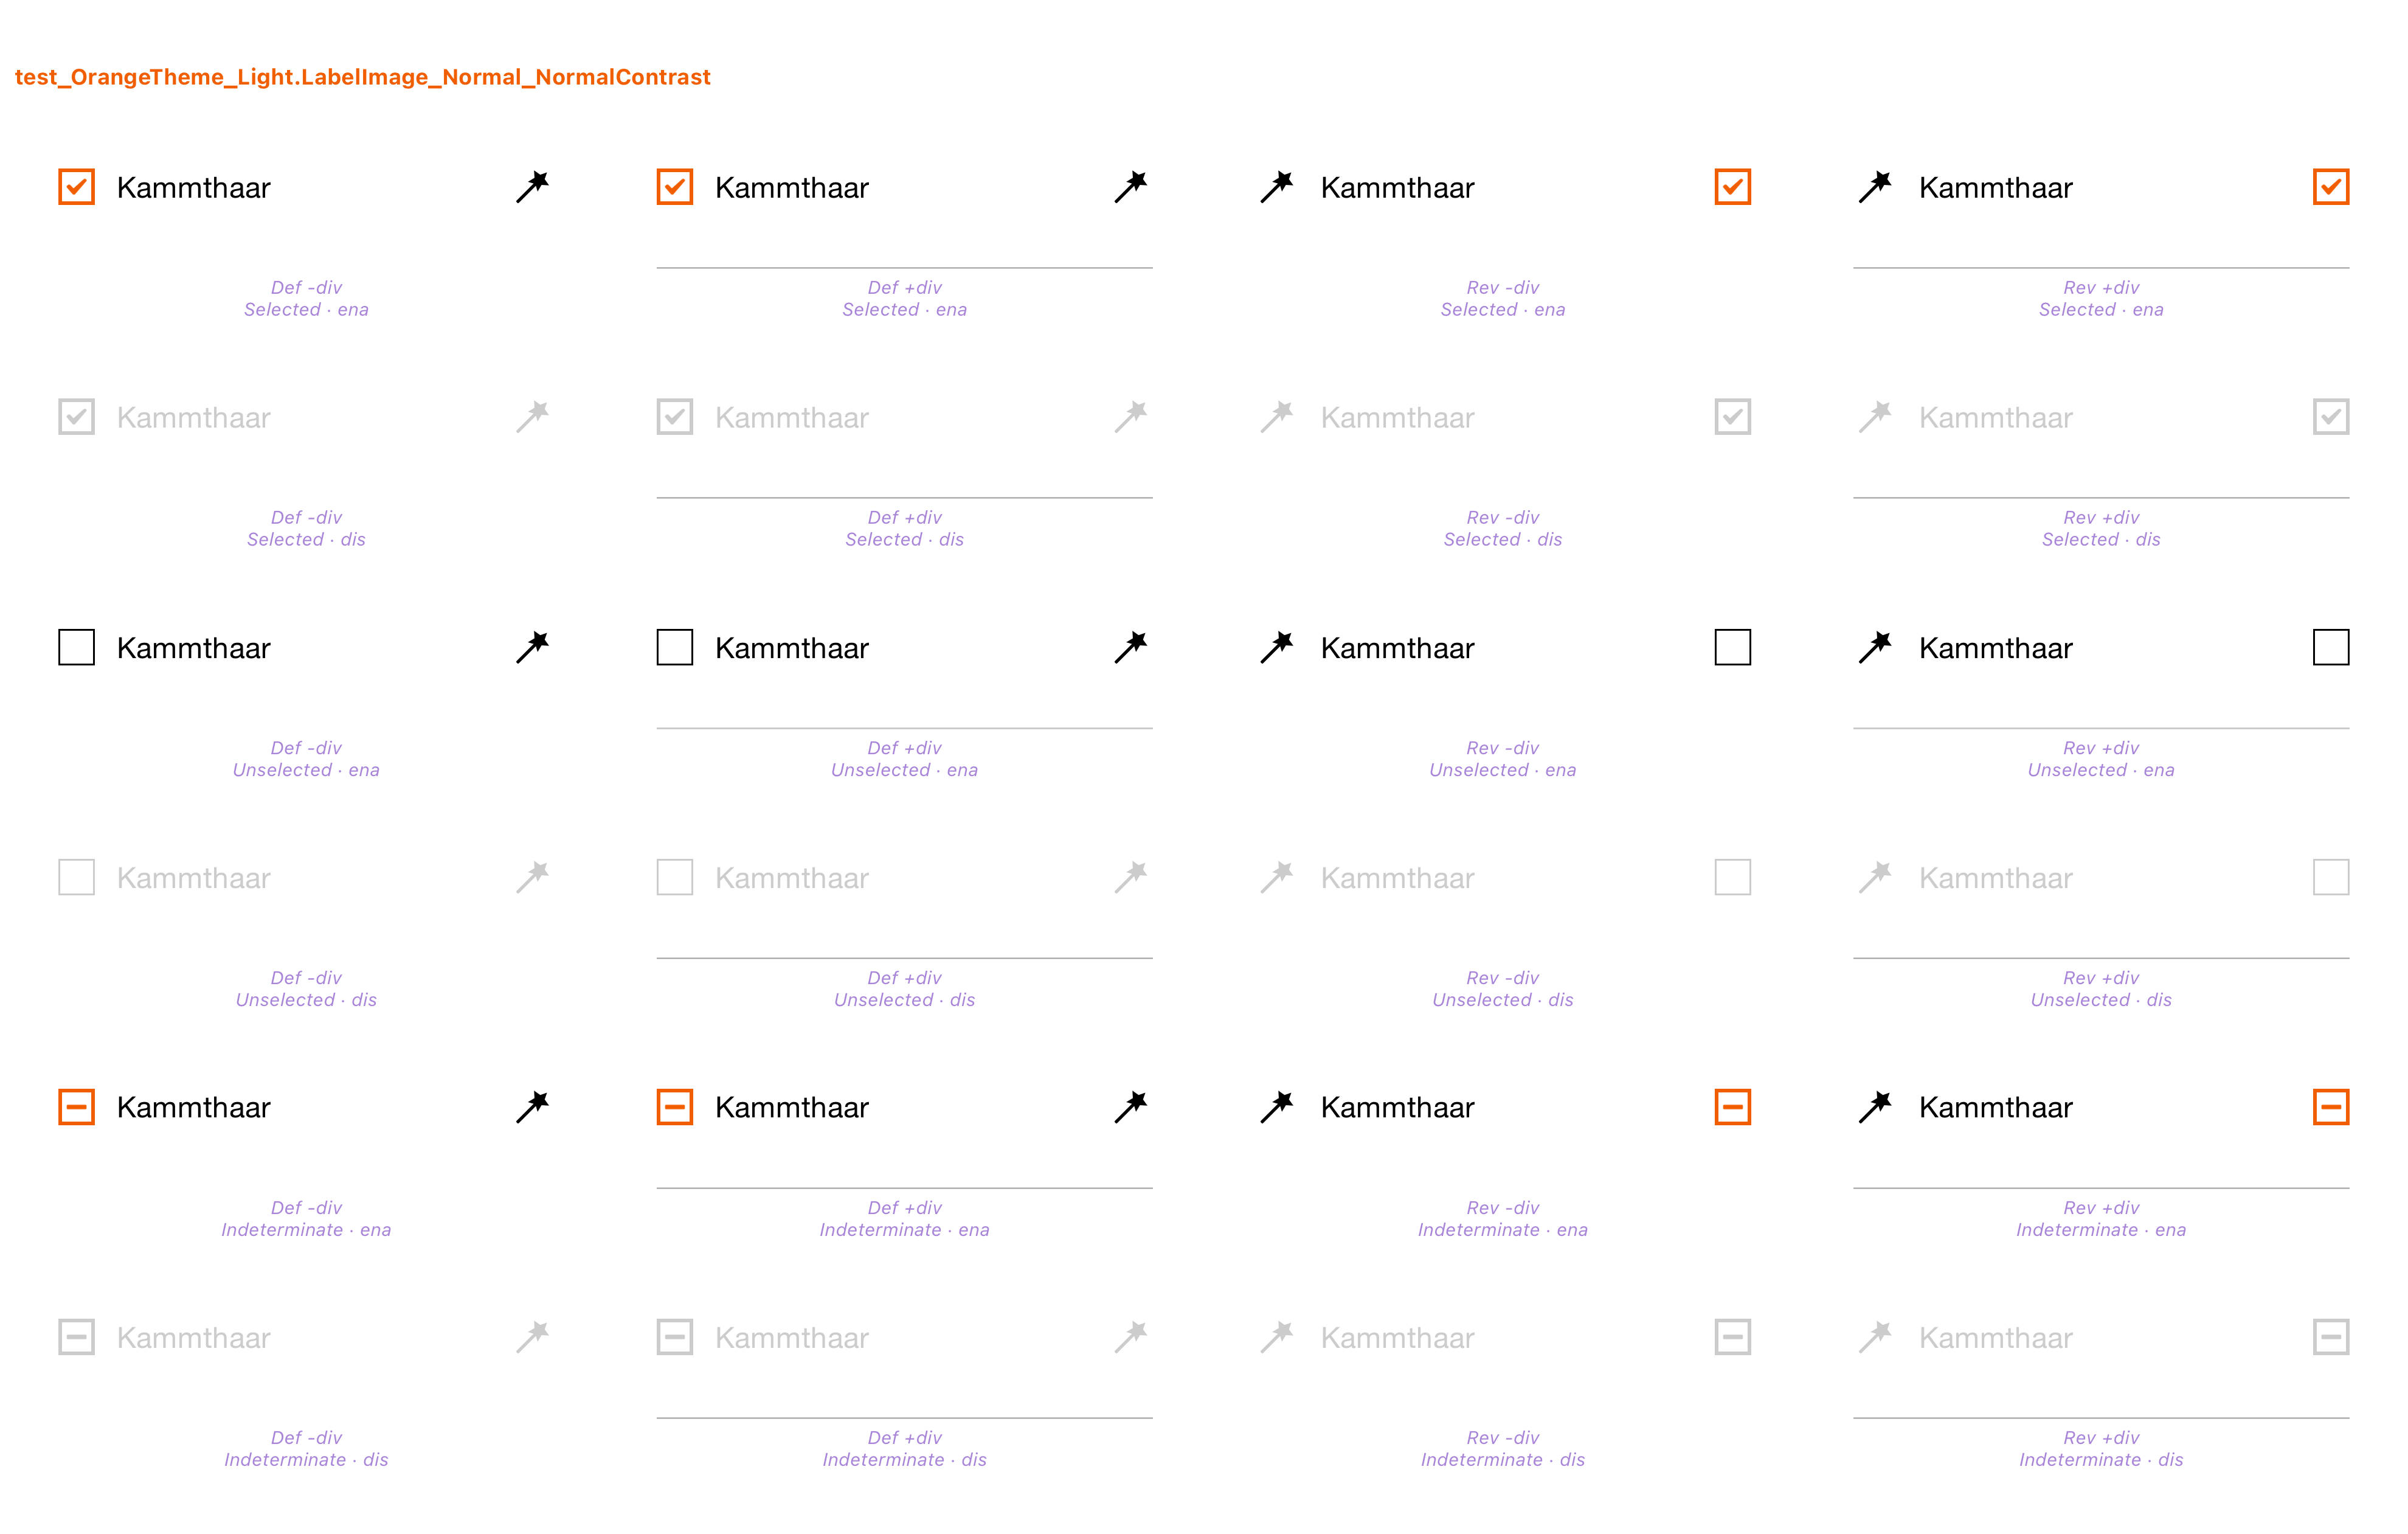 test_OrangeTheme_Light.LabelImage_Normal_NormalContrast
Kammthaar
Kammthaar
Kammthaar
Kammthaar
Def -div
Selected · ena
Def +div
Selected · ena
Rev -div
Selected · ena
Rev +div
Selected · ena
Kammthaar
Kammthaar
Kammthaar
Kammthaar
Def -div
Selected · dis
Def +div
Selected · dis
Rev -div
Selected · dis
Rev +div
Selected · dis
Kammthaar
Kammthaar
Kammthaar
Kammthaar
Def -div
Unselected · ena
Def +div
Unselected · ena
Rev -div
Unselected · ena
Rev +div
Unselected · ena
Kammthaar
Kammthaar
Kammthaar
Kammthaar
Def -div
Unselected · dis
Def +div
Unselected · dis
Rev -div
Unselected · dis
Rev +div
Unselected · dis
Kammthaar
Kammthaar
Kammthaar
Kammthaar
Def -div
Indeterminate · ena
Def +div
Indeterminate · ena
Rev -div
Indeterminate · ena
Rev +div
Indeterminate · ena
Kammthaar
Kammthaar
Kammthaar
Kammthaar
Def -div
Indeterminate · dis
Def +div
Indeterminate · dis
Rev -div
Indeterminate · dis
Rev +div
Indeterminate · dis